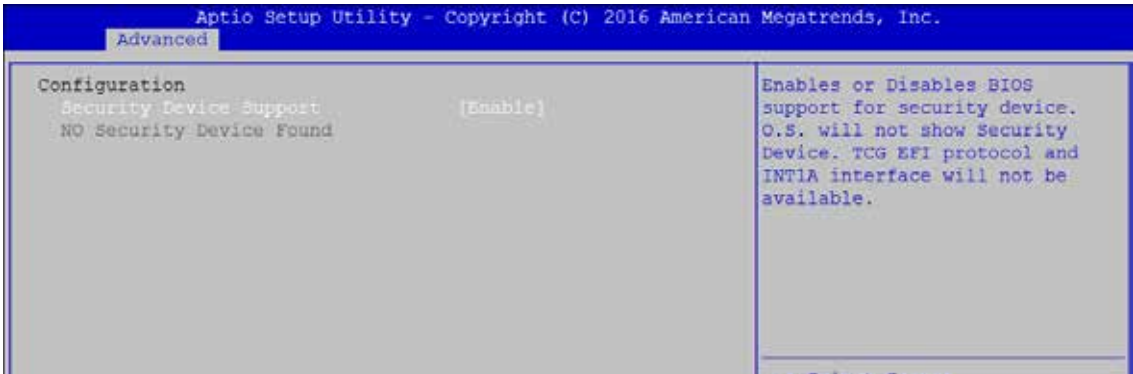 Aptio Setup Utility - Copyright (C) 2016 American Megatrends, Inc.
Advanced
Configuration
Security Device Support [Enable]
NO Security Device Found
Enables or Disables BIOS
support for security device.
O.S. will not show Security
Device. TCG EFI protocol and
INT1A interface will not be
available.